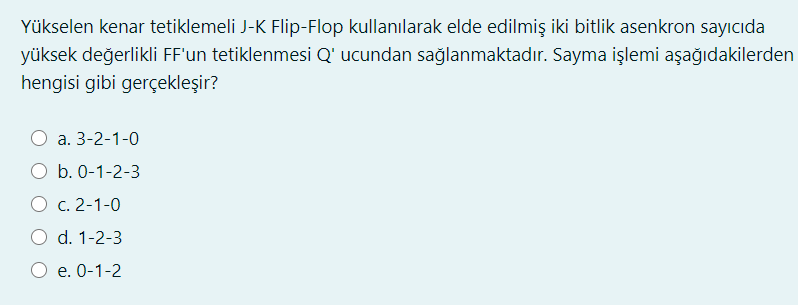 Yükselen kenar tetiklemeli J-K Flip-Flop kullanılarak elde edilmiş iki bitlik asenkron sayıcıda
yüksek değerlikli FF'un tetiklenmesi Q' ucundan sağlanmaktadır. Sayma işlemi aşağıdakilerden
hengisi gibi gerçekleşir?
a. 3-2-1-0
b. 0-1-2-3
c. 2-1-0
d. 1-2-3
e. 0-1-2